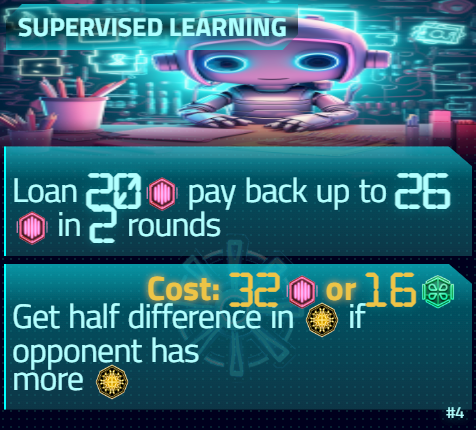 SUPERVISED LEARNING
Loan 20 pay back up to 26
in 2 rounds
Cost: 32 or 16
Get half difference in if
opponent has
more
#4